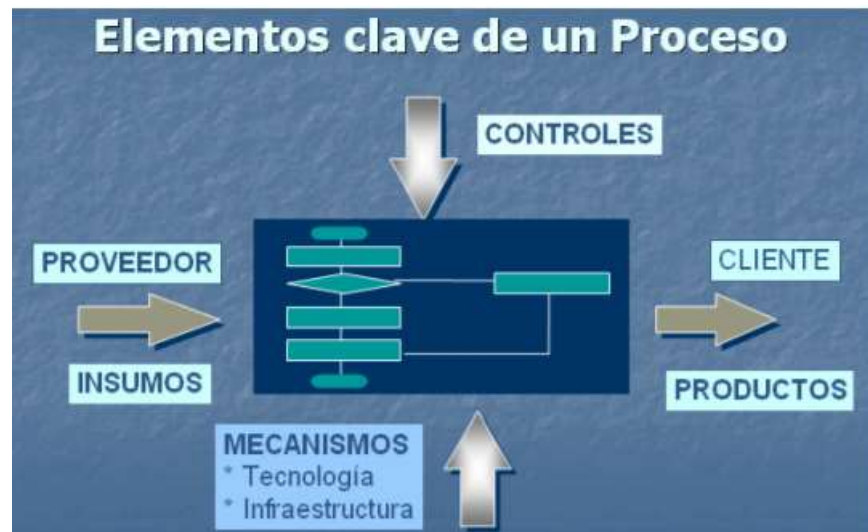 Elementos clave de un Proceso
CONTROLES
PROVEEDOR
CLIENTE
INSUMOS
PRODUCTOS
MECANISMOS
* Tecnología
* Infraestructura